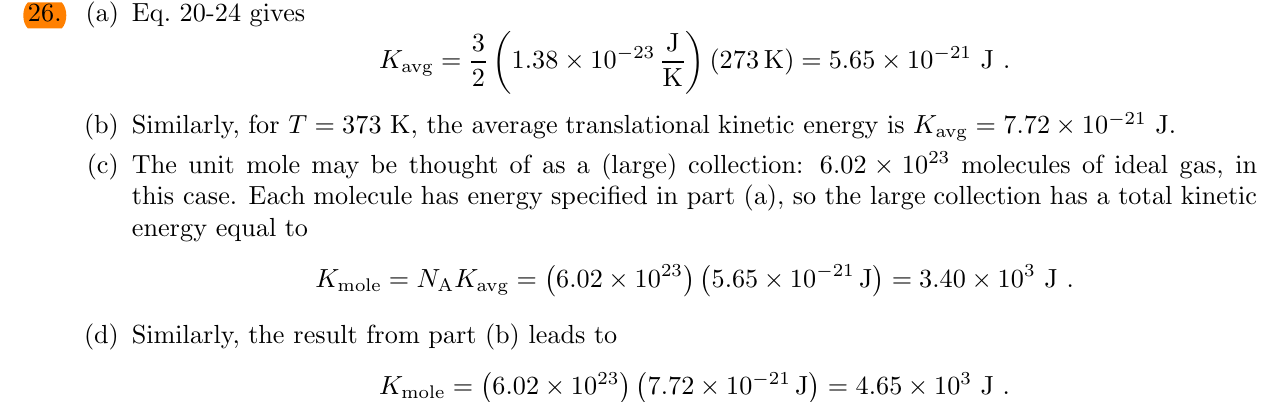 26. (a) Eq. 20-24 gives
K_avg = 3/2 (1.38 × 10^−23 J/K) (273 K) = 5.65 × 10^−21 J .
(b) Similarly, for T = 373 K, the average translational kinetic energy is K_avg = 7.72 × 10^−21 J.
(c) The unit mole may be thought of as a (large) collection: 6.02 × 10^23 molecules of ideal gas, in
this case. Each molecule has energy specified in part (a), so the large collection has a total kinetic
energy equal to
K_mole = N_A K_avg = (6.02 × 10^23) (5.65 × 10^−21 J) = 3.40 × 10^3 J .
(d) Similarly, the result from part (b) leads to
K_mole = (6.02 × 10^23) (7.72 × 10^−21 J) = 4.65 × 10^3 J .